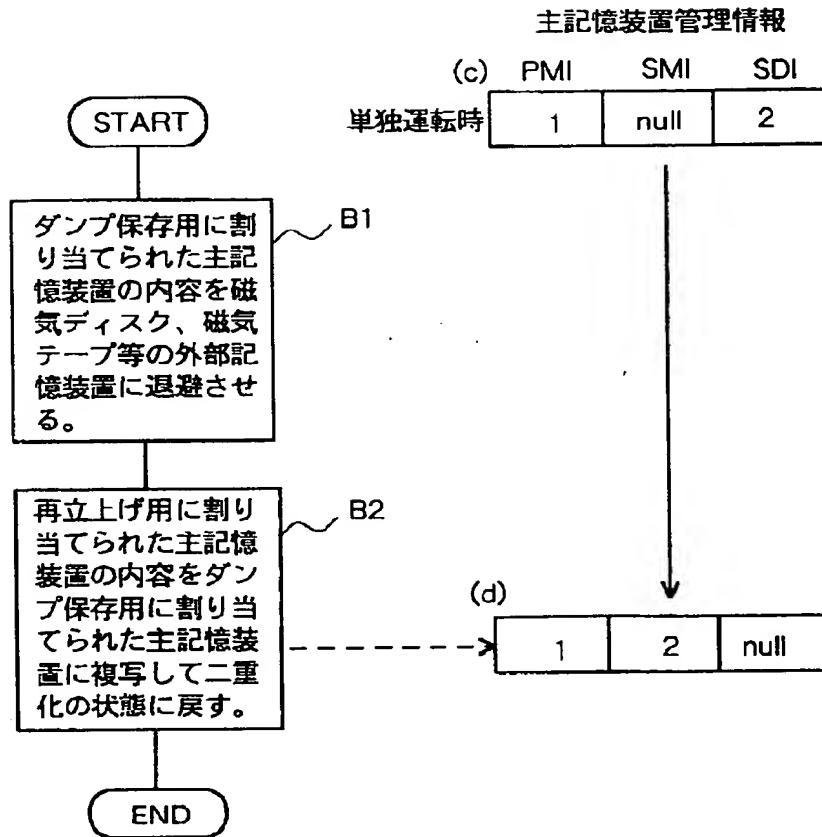 主記憶装置管理情報
(c) PMI SMI SDI
単独運転時 1 null 2
START
ダンプ保存用に割
り当てられた主記
憶装置の内容を磁
気ディスク、磁気
テープ等の外部記
憶装置に退避させ
る。
B1
再立上げ用に割り
当てられた主記憶
装置の内容をダン
プ保存用に割り当
てられた主記憶装
置に複写して二重
化の状態に戻す。
B2
(d)
1 2 null
END